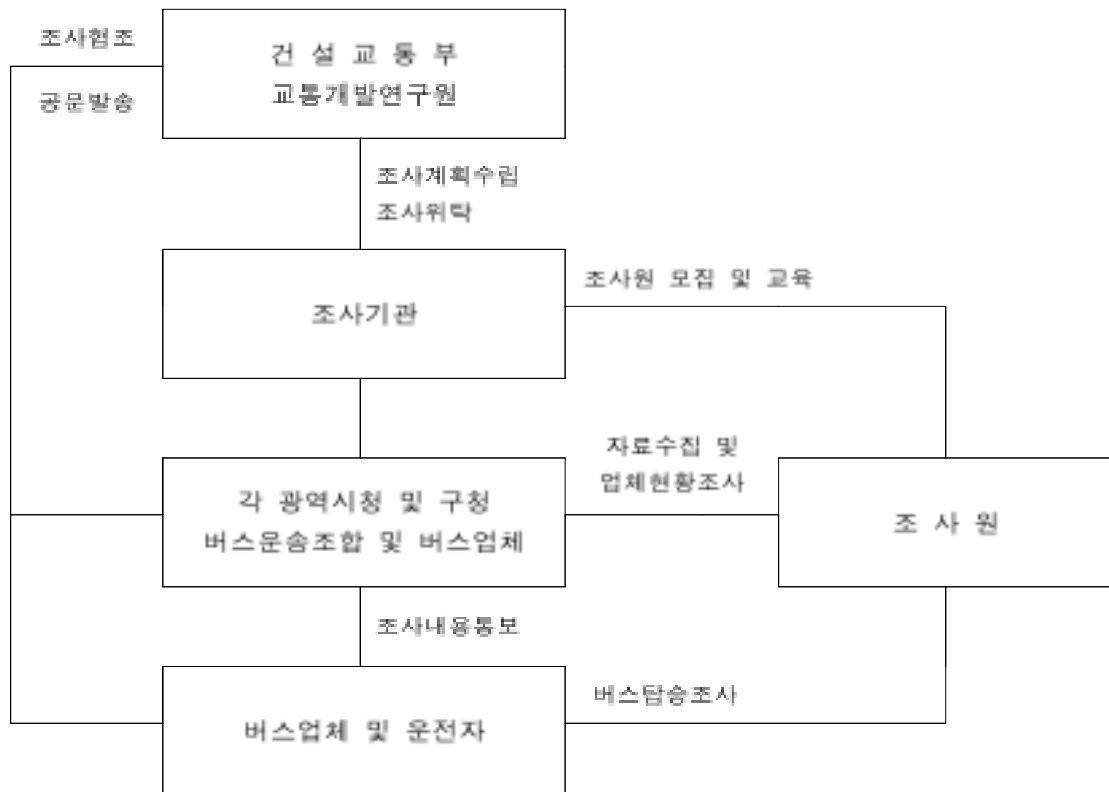 조사협조
건 설 교 통 부
교통개발연구원
공문발송
조사계획수립
조사위탁
조사원 모집 및 교육
조사기관
자료수집 및
업체현황조사
각 광역시청 및 구청
버스운송조합 및 버스업체
조 사 원
조사내용통보
버스탑승조사
버스업체 및 운전자